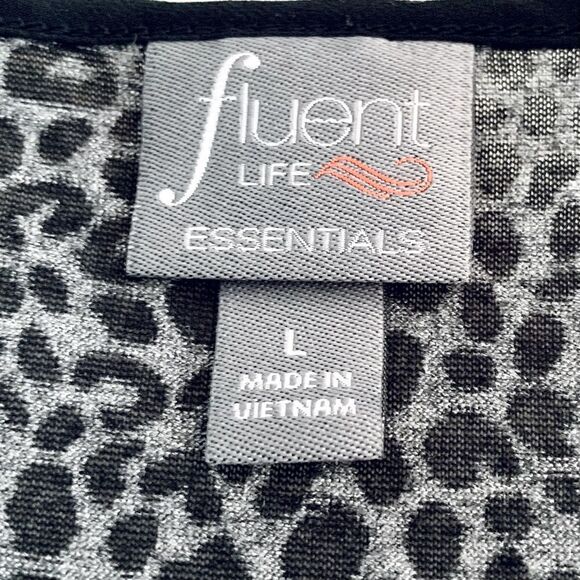 fluent
LIFE
ESSENTIALS
L
MADE IN
VIETNAM